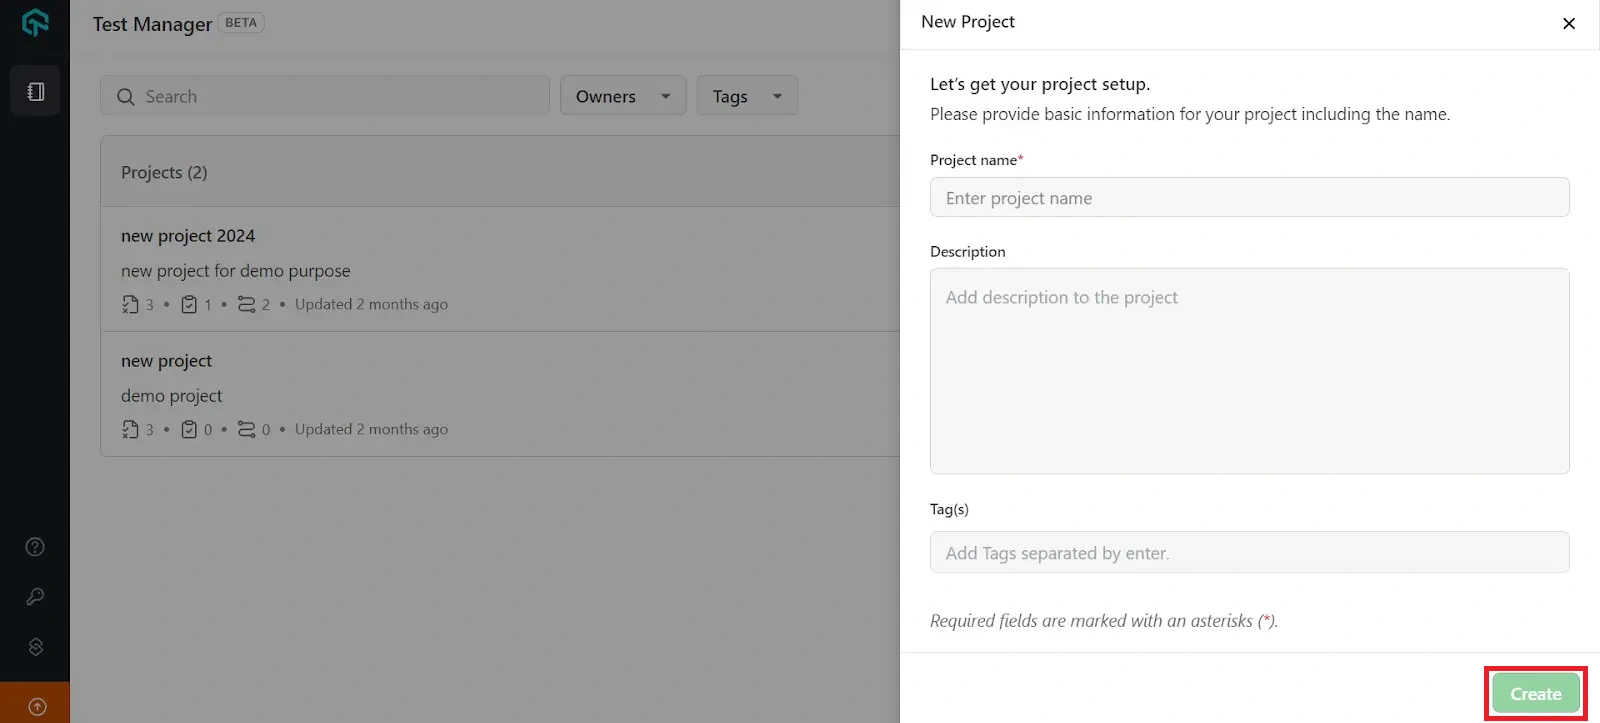 Test Manager BETA
Search
Owners
Tags
Projects (2)
new project 2024
new project for demo purpose
3 • 1 • 2 • Updated 2 months ago
new project
demo project
3 • 0 • 0 • Updated 2 months ago
New Project
Let’s get your project setup.
Please provide basic information for your project including the name.
Project name*
Enter project name
Description
Add description to the project
Tag(s)
Add Tags separated by enter.
Required fields are marked with an asterisks (*).
Create